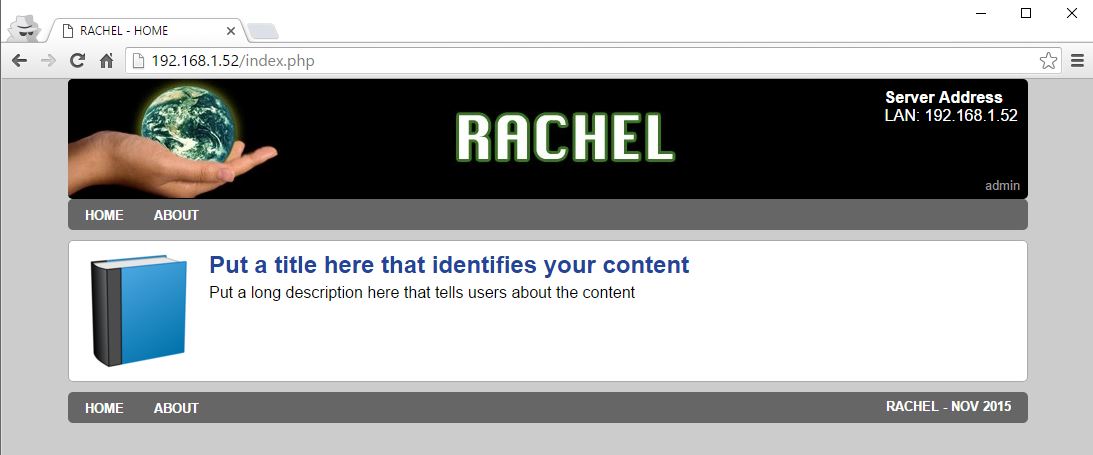 RACHEL - HOME
192.168.1.52/index.php
RACHEL
Server Address
LAN: 192.168.1.52
admin
HOME ABOUT
Put a title here that identifies your content
Put a long description here that tells users about the content
HOME ABOUT RACHEL - NOV 2015